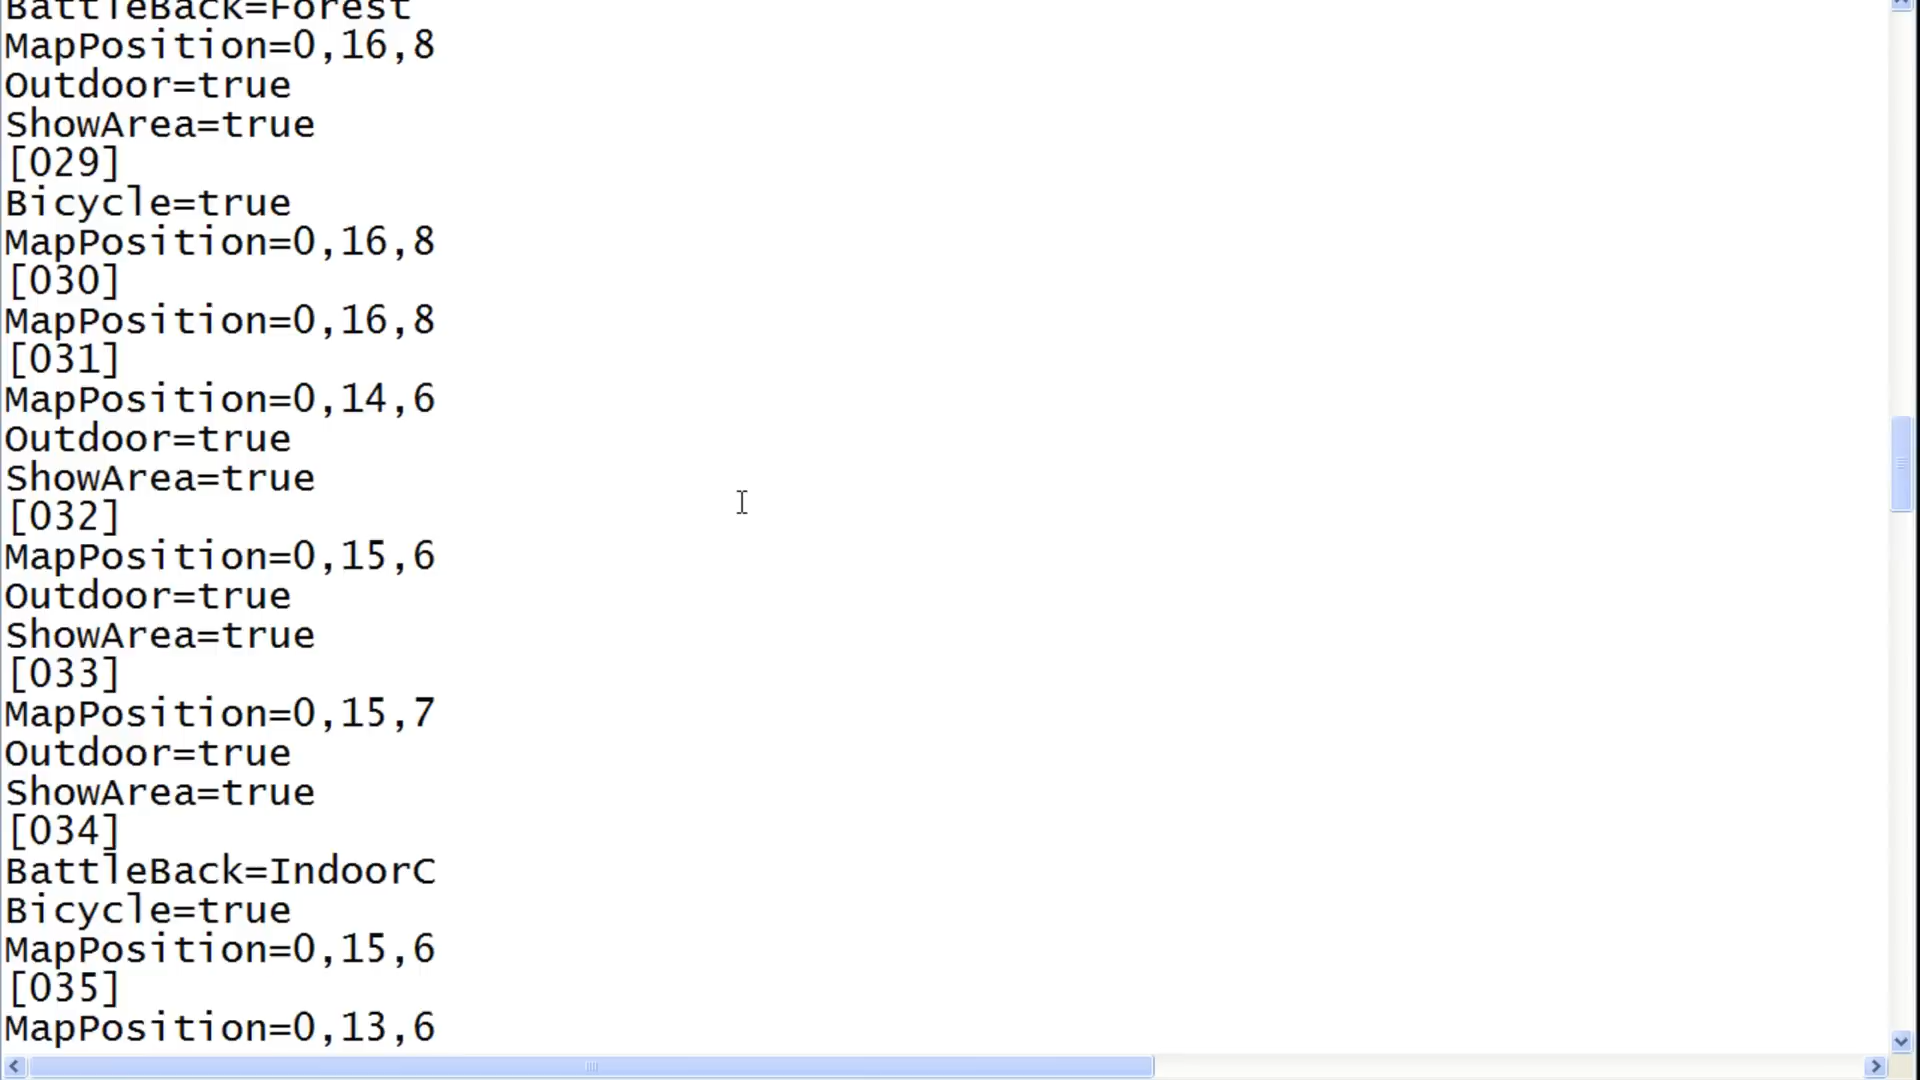 BattleBack=Forest
MapPosition=0,16,8
Outdoor=true
ShowArea=true
[029]
Bicycle=true
MapPosition=0,16,8
[030]
MapPosition=0,16,8
[031]
MapPosition=0,14,6
Outdoor=true
ShowArea=true
[032]
MapPosition=0,15,6
Outdoor=true
ShowArea=true
[033]
MapPosition=0,15,7
Outdoor=true
ShowArea=true
[034]
BattleBack=IndoorC
Bicycle=true
MapPosition=0,15,6
[035]
MapPosition=0,13,6